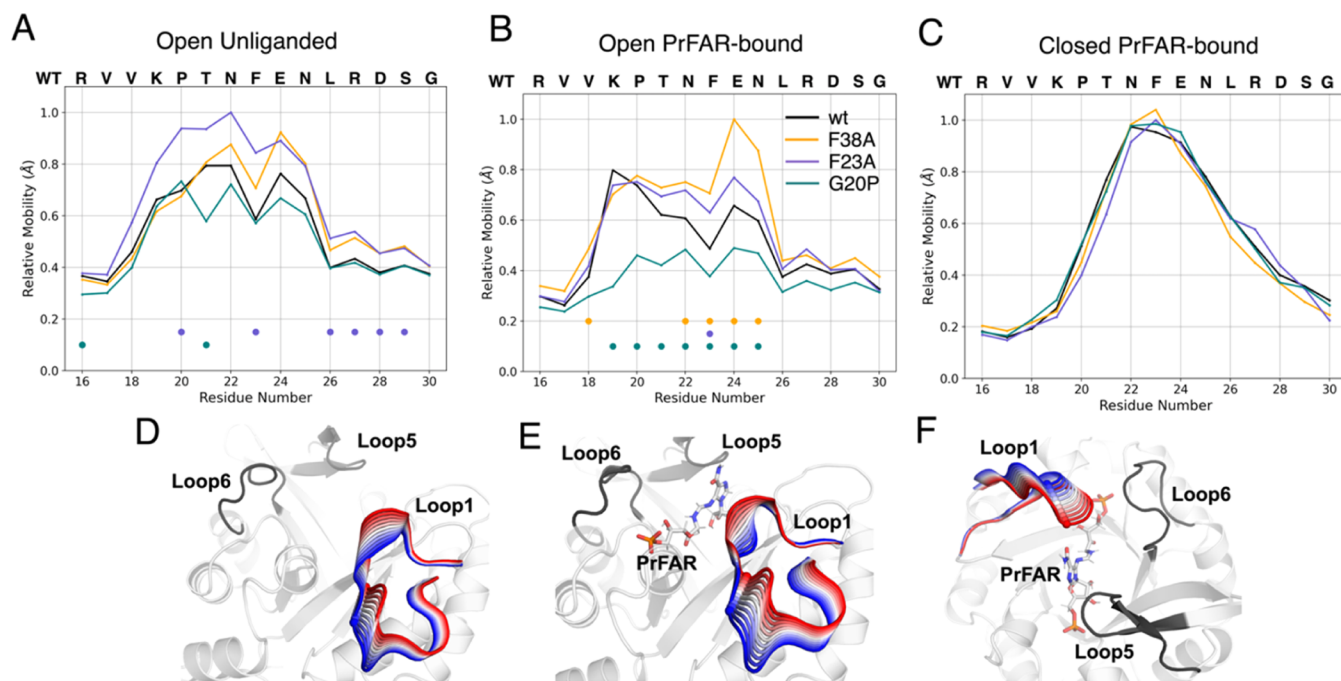 A
Open Unliganded
WT R V V K P T N F E N L R D S G
Relative Mobility (Å)
1.0
0.8
0.6
0.4
0.2
0.0
16 18 20 22 24 26 28 30
Residue Number
B
Open PrFAR-bound
WT R V V K P T N F E N L R D S G
Relative Mobility (Å)
1.0
0.8
0.6
0.4
0.2
0.0
wt
F38A
F23A
G20P
16 18 20 22 24 26 28 30
Residue Number
C
Closed PrFAR-bound
WT R V V K P T N F E N L R D S G
Relative Mobility (Å)
1.0
0.8
0.6
0.4
0.2
0.0
16 18 20 22 24 26 28 30
Residue Number
D
Loop5
Loop6
Loop1
E
Loop5
Loop6
Loop1
PrFAR
F
Loop1
Loop6
PrFAR
Loop5